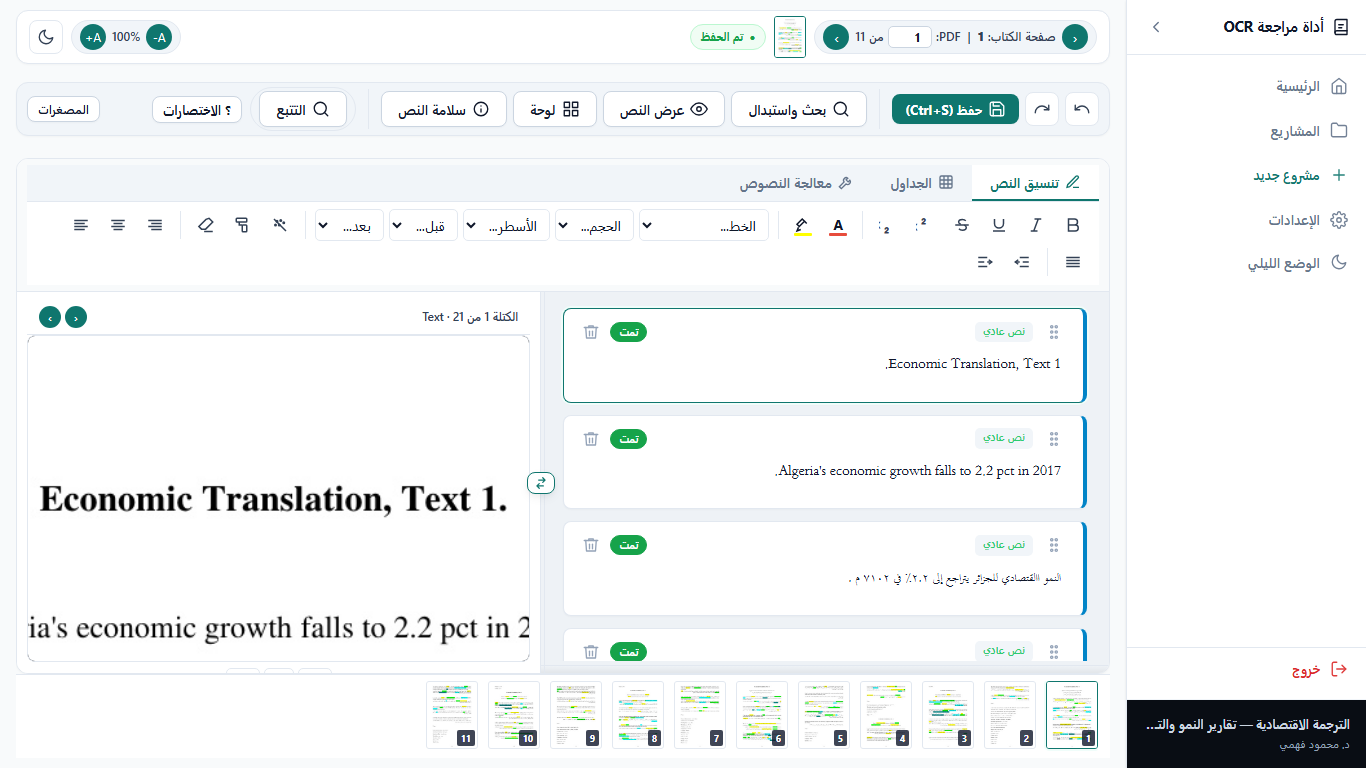 أداة مراجعة OCR
الرئيسية
المشاريع
مشروع جديد
الإعدادات
الوضع الليلي
خروج
الترجمة الاقتصادية — تقارير النمو والتـ...
د. محمود فهمي
صفحة الكتاب: 1 | PDF: 1 من 11
تم الحفظ
A-
100%
A+
حفظ (Ctrl+S)
بحث واستبدال
عرض النص
لوحة
سلامة النص
التتبع
؟ الاختصارات
المصغرات
تنسيق النص
الجداول
معالجة النصوص
B I U S ² ₂ A
الخط...
الحجم...
الأسطر...
قبل...
بعد...
نص عادي
تمت
Economic Translation, Text 1.
نص عادي
تمت
Algeria's economic growth falls to 2,2 pct in 2017.
نص عادي
تمت
النمو االقتصادي للجزائر يتراجع إلى ٢,٢٪ في ٧١٠٢ م .
نص عادي
تمت
الكتلة 1 من 21 · Text
Economic Translation, Text 1.
ia's economic growth falls to 2.2 pct in 2
1
2
3
4
5
6
7
8
9
10
11